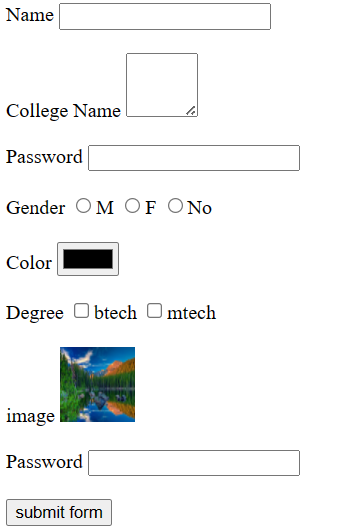 Name
College Name
Password
Gender M F No
Color
Degree btech mtech
image
Password
submit form